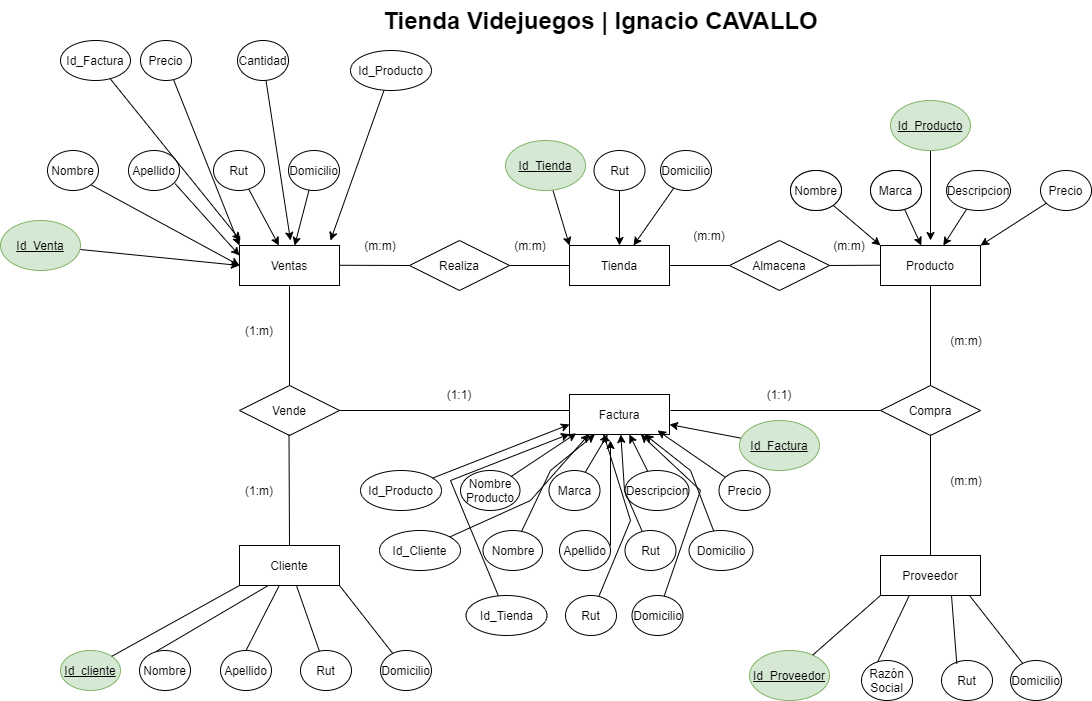 Tienda Videjuegos | Ignacio CAVALLO
Id_Factura
Precio
Cantidad
Id_Producto
Nombre
Apellido
Rut
Domicilio
Id_Venta
Ventas
(m:m)
Realiza
(m:m)
Id_Tienda
Rut
Domicilio
Tienda
(m:m)
Almacena
(m:m)
Id_Producto
Nombre
Marca
Descripcion
Precio
Producto
(1:m)
(m:m)
Vende
(1:1)
Factura
(1:1)
Compra
Id_Factura
(1:m)
(m:m)
Id_Producto
Nombre
Producto
Marca
Descripcion
Precio
Id_Cliente
Nombre
Apellido
Rut
Domicilio
Id_Tienda
Rut
Domicilio
Cliente
Id_cliente
Nombre
Apellido
Rut
Domicilio
Proveedor
Id_Proveedor
Razón
Social
Rut
Domicilio